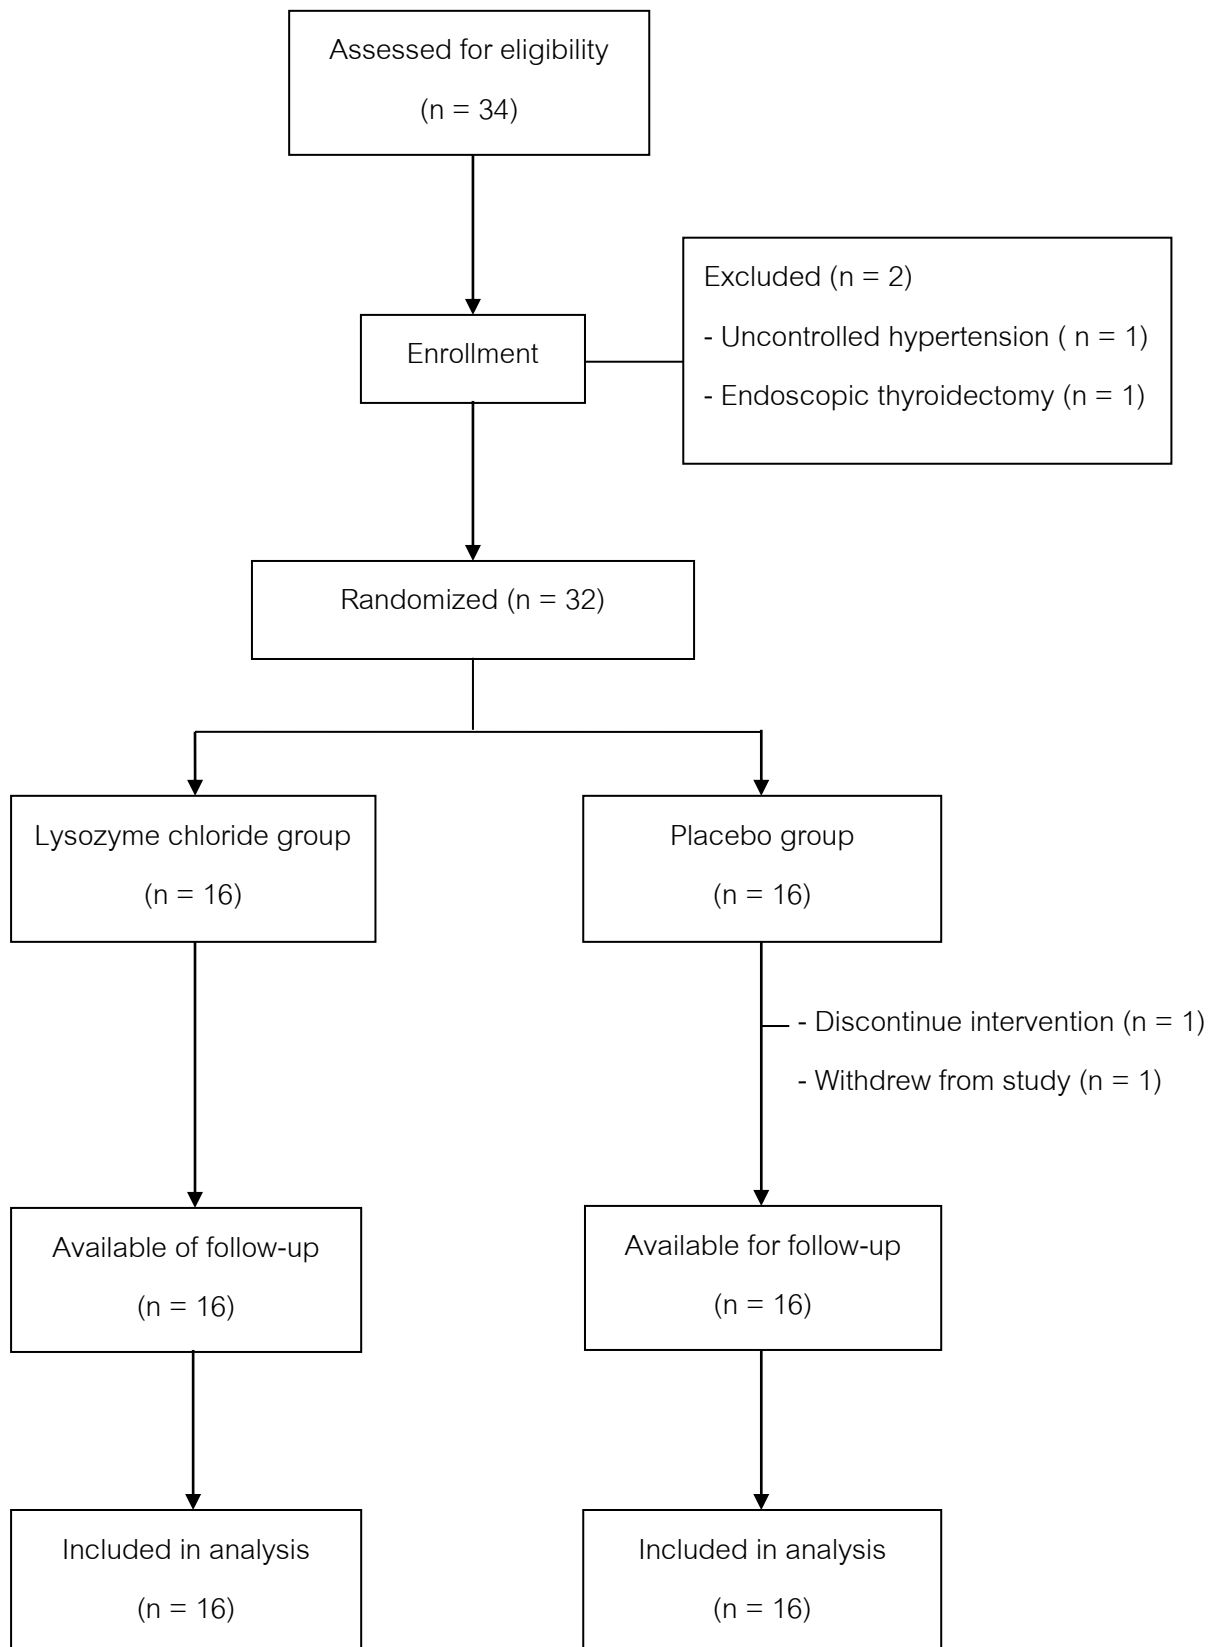 Assessed for eligibility
(n = 34)
Excluded (n = 2)
- Uncontrolled hypertension ( n = 1)
- Endoscopic thyroidectomy (n = 1)
Enrollment
Randomized (n = 32)
Lysozyme chloride group
(n = 16)
Placebo group
(n = 16)
- Discontinue intervention (n = 1)
- Withdrew from study (n = 1)
Available of follow-up
(n = 16)
Available for follow-up
(n = 16)
Included in analysis
(n = 16)
Included in analysis
(n = 16)